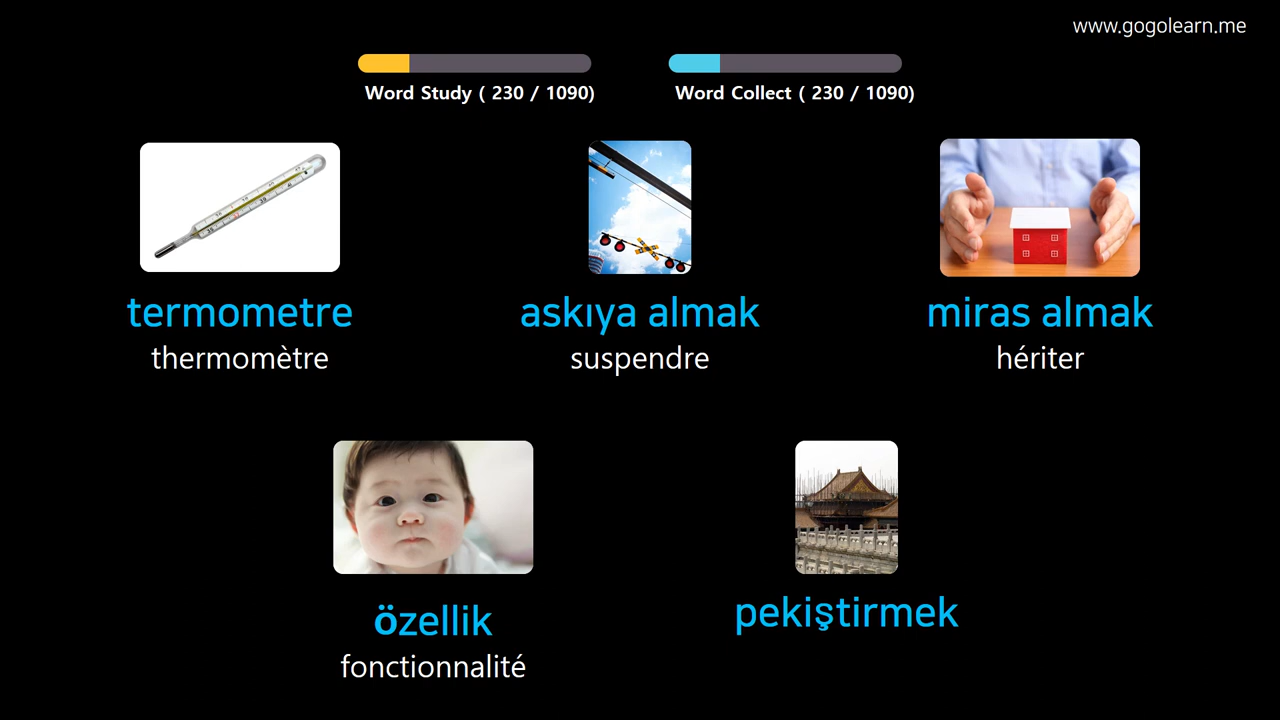 www.gogolearn.me
Word Study ( 230 / 1090)
Word Collect ( 230 / 1090)
termometre
thermomètre
askıya almak
suspendre
miras almak
hériter
özellik
fonctionnalité
pekiştirmek